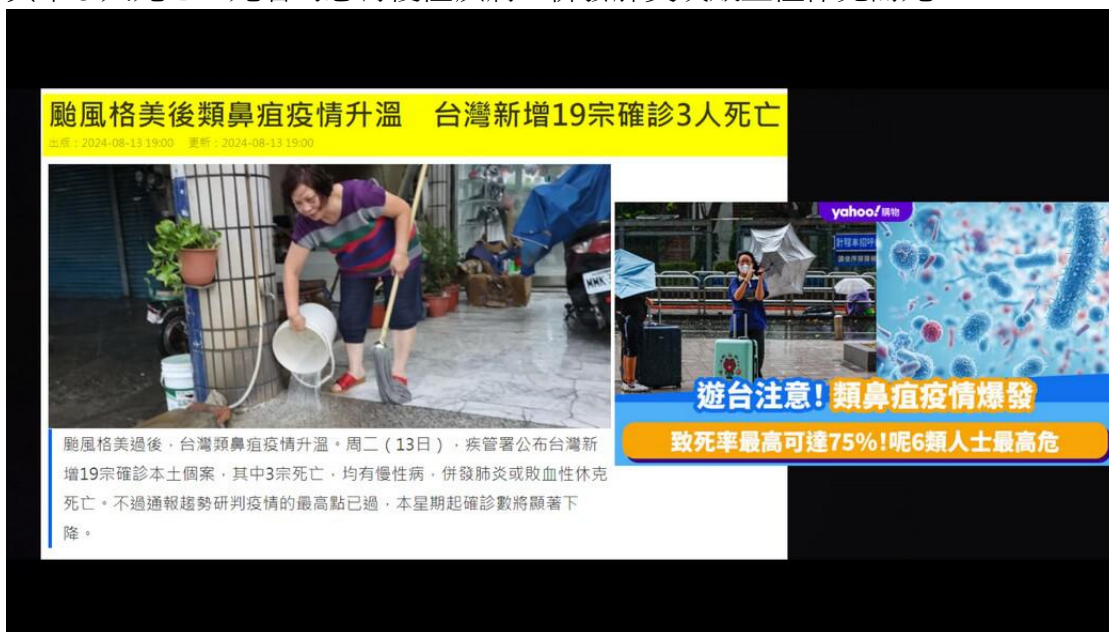 颱風格美後類鼻疽疫情升溫　台灣新增19宗確診3人死亡
出版：2024-08-13 19:00　更新：2024-08-13 19:00
yahoo!購物
遊台注意!類鼻疽疫情爆發
致死率最高可達75%!呢6類人士最高危
颱風格美過後，台灣類鼻疽疫情升溫。周二（13日），疾管署公布台灣新
增19宗確診本土個案，其中3宗死亡，均有慢性病，併發肺炎或敗血性休克
死亡。不過通報趨勢研判疫情的最高點已過，本星期起確診數將顯著下
降。